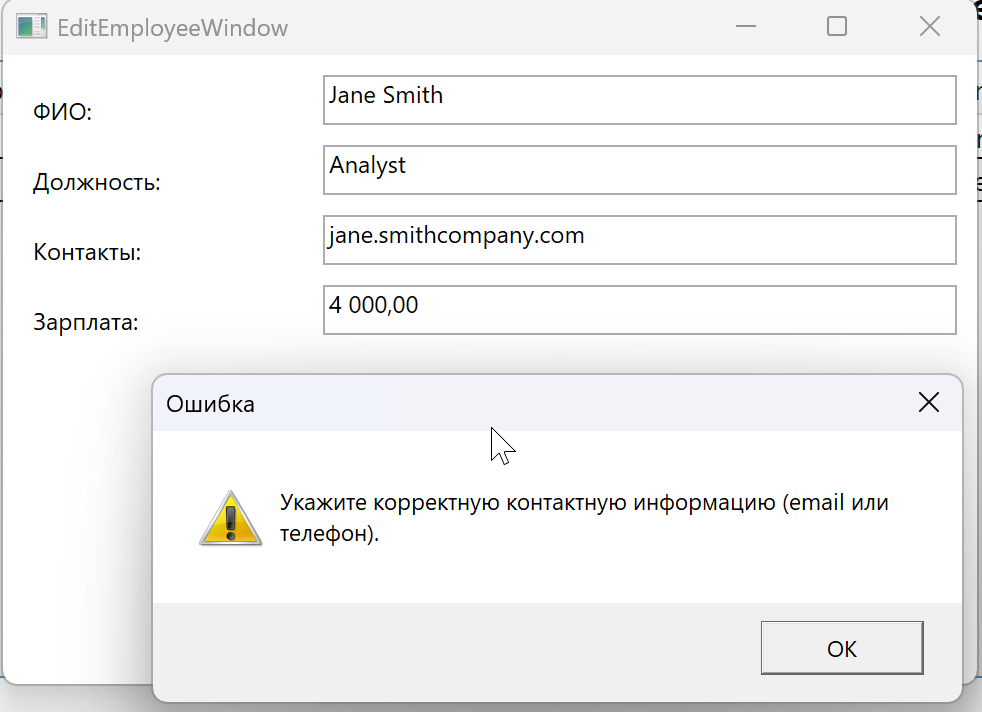 EditEmployeeWindow
ФИО:
Jane Smith
Должность:
Analyst
Контакты:
jane.smithcompany.com
Зарплата:
4 000,00
Ошибка
Укажите корректную контактную информацию (email или
телефон).
OK